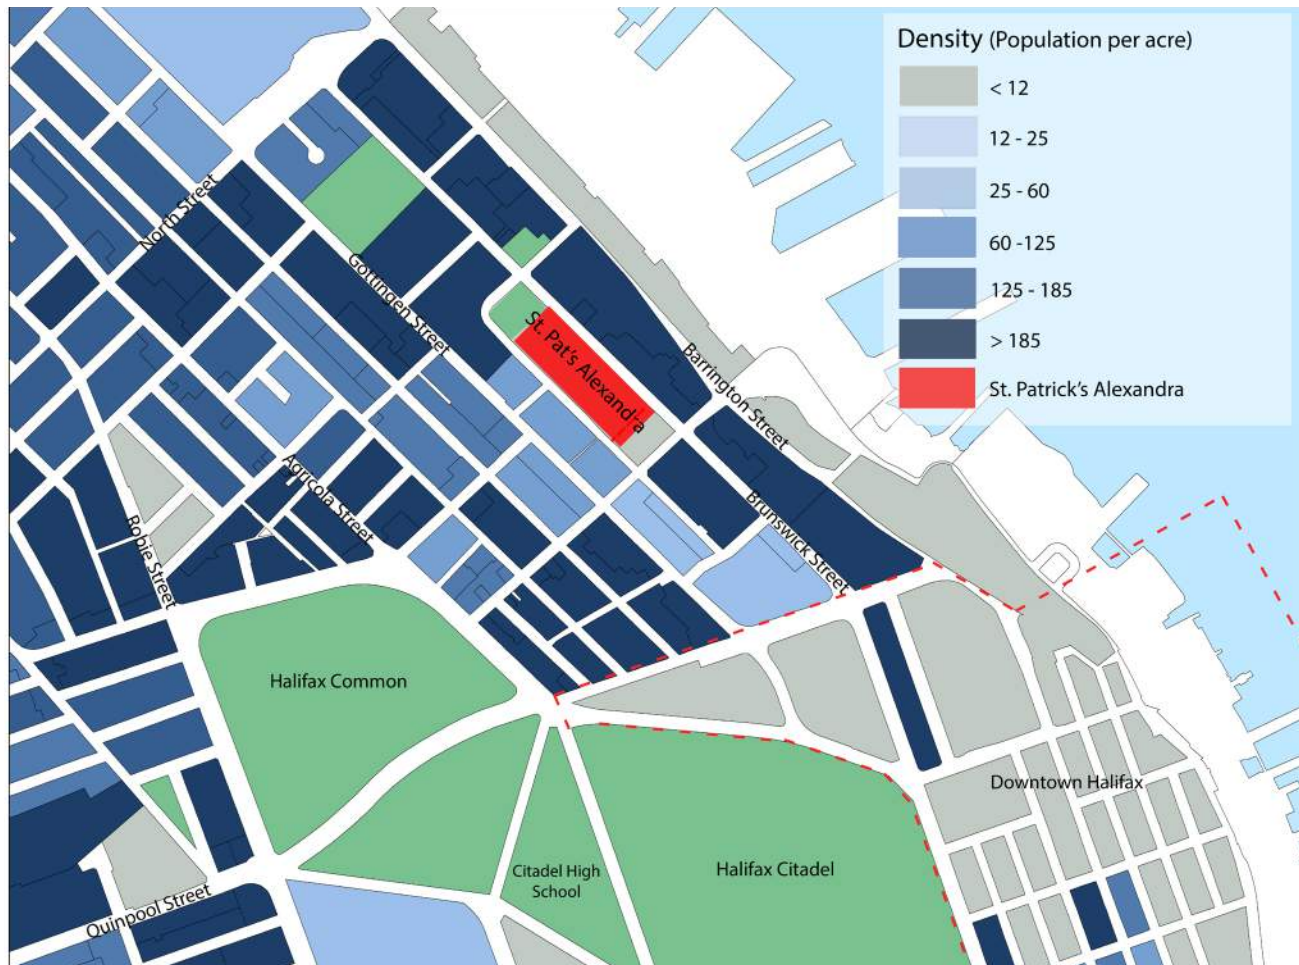 Density (Population per acre)
< 12
12 - 25
25 - 60
60 -125
125 - 185
> 185
St. Patrick's Alexandra
North Street
Gottingen Street
St. Pat's Alexandra
Barrington Street
Agricola Street
Robie Street
Brunswick Street
Halifax Common
Downtown Halifax
Citadel High
School
Halifax Citadel
Quinpool Street